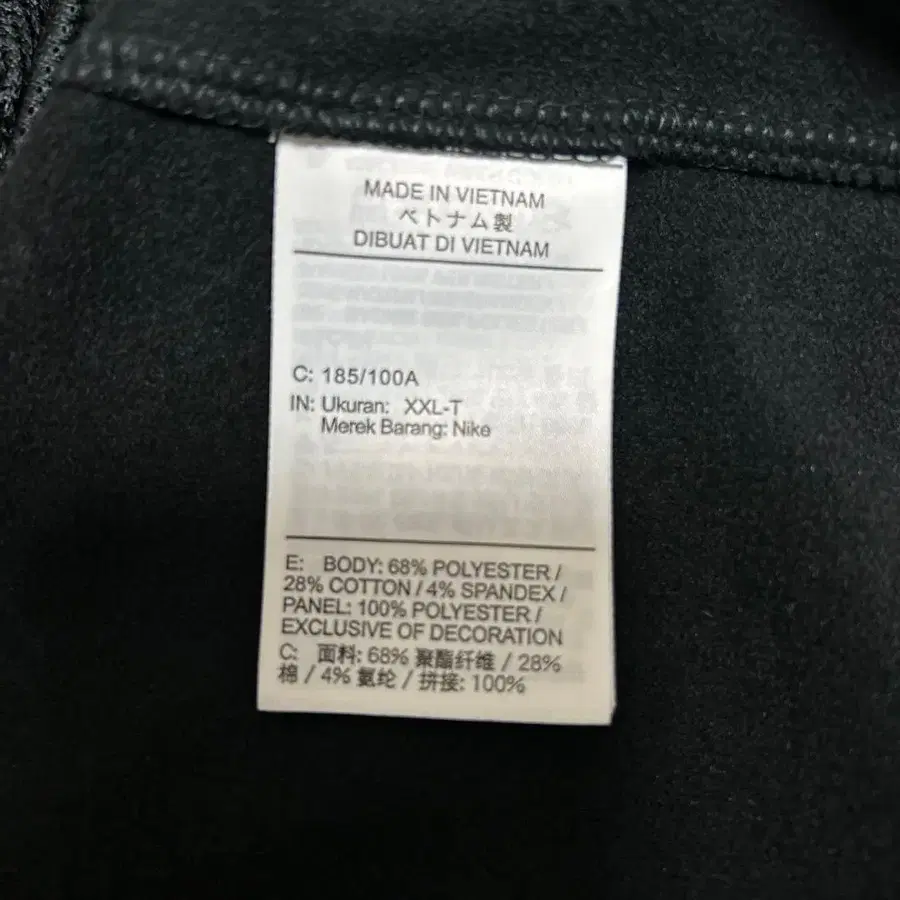 MADE IN VIETNAM
ベトナム製
DIBUAT DI VIETNAM
C: 185/100A
IN: Ukuran: XXL-T
Merek Barang: Nike
E: BODY: 68% POLYESTER /
28% COTTON / 4% SPANDEX /
PANEL: 100% POLYESTER /
EXCLUSIVE OF DECORATION
C: 面料: 68% 聚酯纤维 / 28%
棉 / 4% 氨纶 / 拼接: 100%